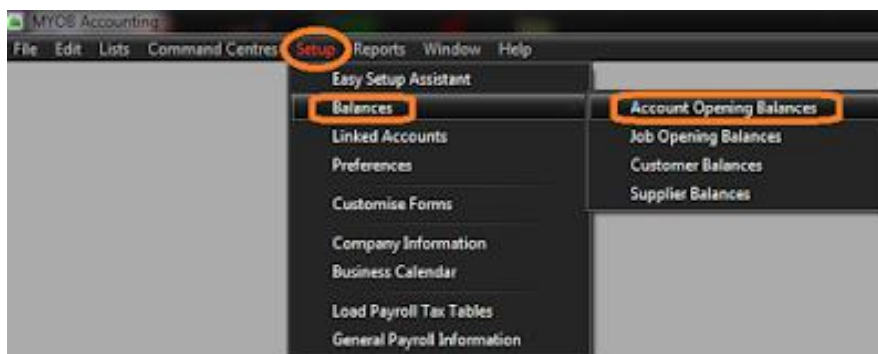 MYOB Accounting
File Edit Lists Command Centres Setup Reports Window Help
Easy Setup Assistant
Balances
Linked Accounts
Preferences
Customise Forms
Company Information
Business Calendar
Load Payroll Tax Tables
General Payroll Information
Account Opening Balances
Job Opening Balances
Customer Balances
Supplier Balances